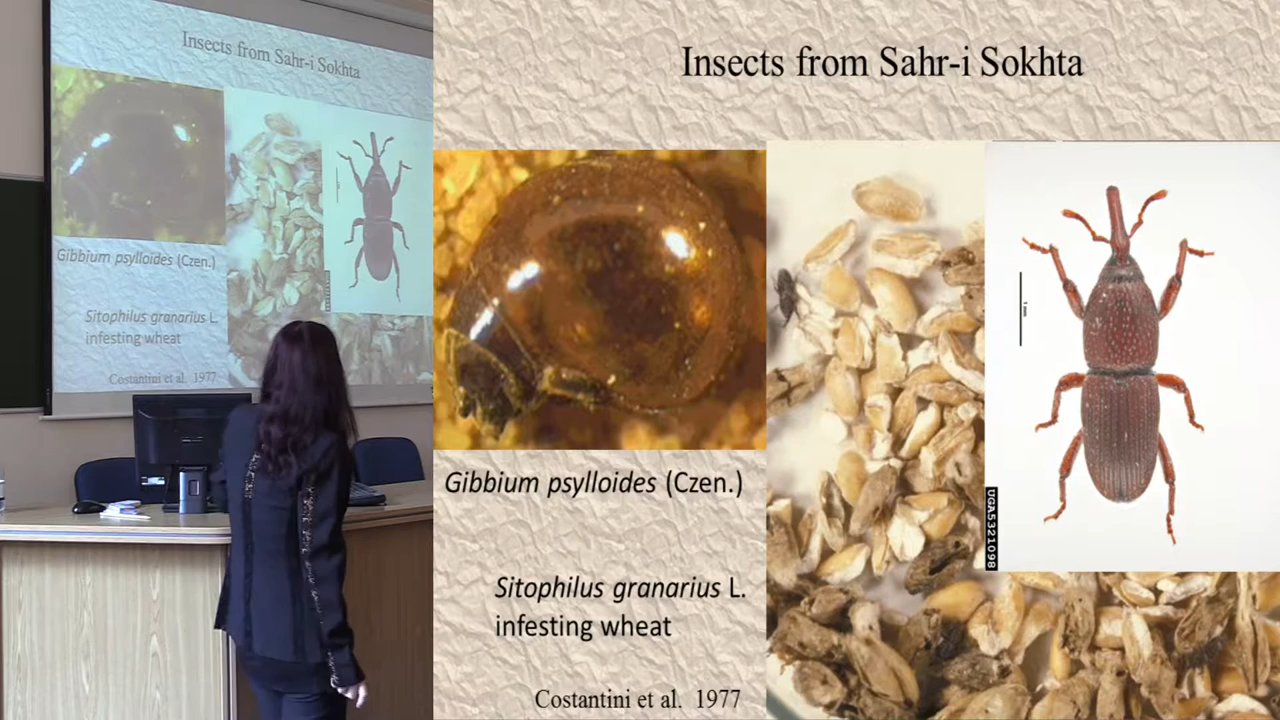 Insects from Sahr-i Sokhta
Gibbium psylloides (Czen.)
Sitophilus granarius L.
infesting wheat
Costantini et al. 1977
Insects from Sahr-i Sokhta
Gibbium psylloides (Czen.)
Sitophilus granarius L.
infesting wheat
Costantini et al. 1977
UGA5321098